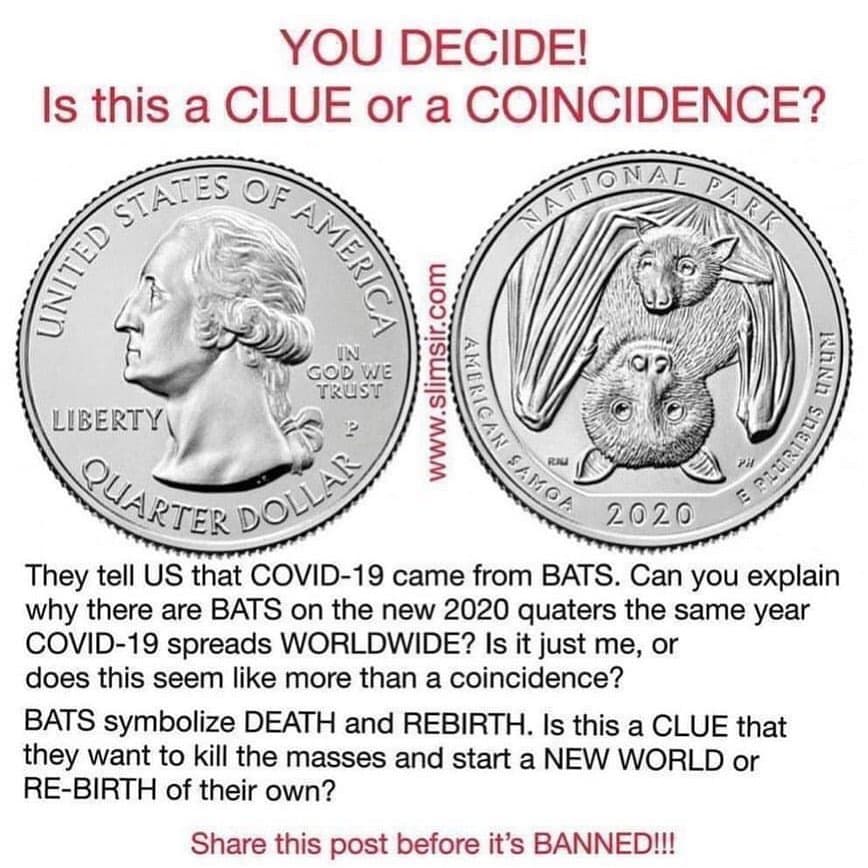 YOU DECIDE!
Is this a CLUE or a COINCIDENCE?
UNITED STATES OF AMERICA
IN
GOD WE
TRUST
LIBERTY
P
QUARTER DOLLAR
www.slimsir.com
NATIONAL PARK
AMERICAN SAMOA
RM
PH
2020
E PLURIBUS UNUM
They tell US that COVID-19 came from BATS. Can you explain
why there are BATS on the new 2020 quaters the same year
COVID-19 spreads WORLDWIDE? Is it just me, or
does this seem like more than a coincidence?
BATS symbolize DEATH and REBIRTH. Is this a CLUE that
they want to kill the masses and start a NEW WORLD or
RE-BIRTH of their own?
Share this post before it's BANNED!!!